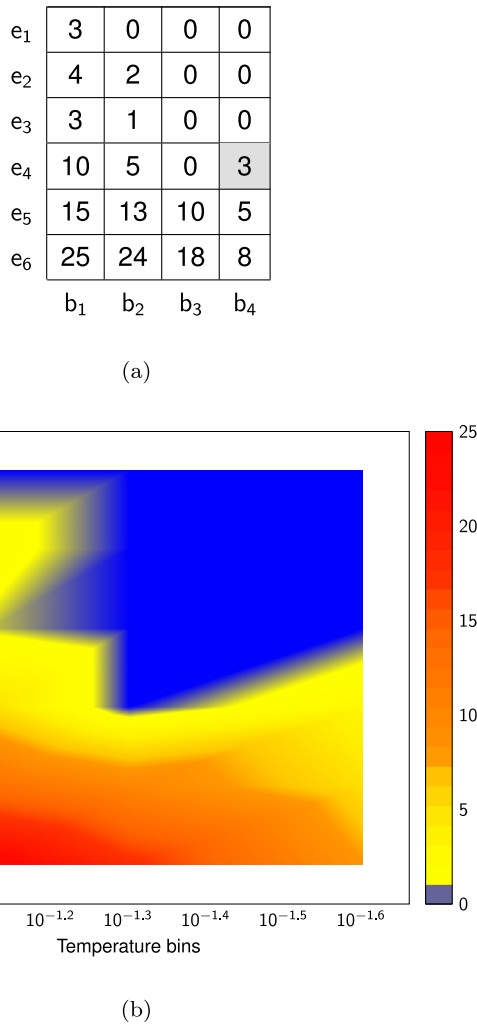 e1 3 0 0 0
e2 4 2 0 0
e3 3 1 0 0
e4 10 5 0 3
e5 15 13 10 5
e6 25 24 18 8
b1 b2 b3 b4
(a)
25
20
15
10
5
0
10^−1.2 10^−1.3 10^−1.4 10^−1.5 10^−1.6
Temperature bins
(b)